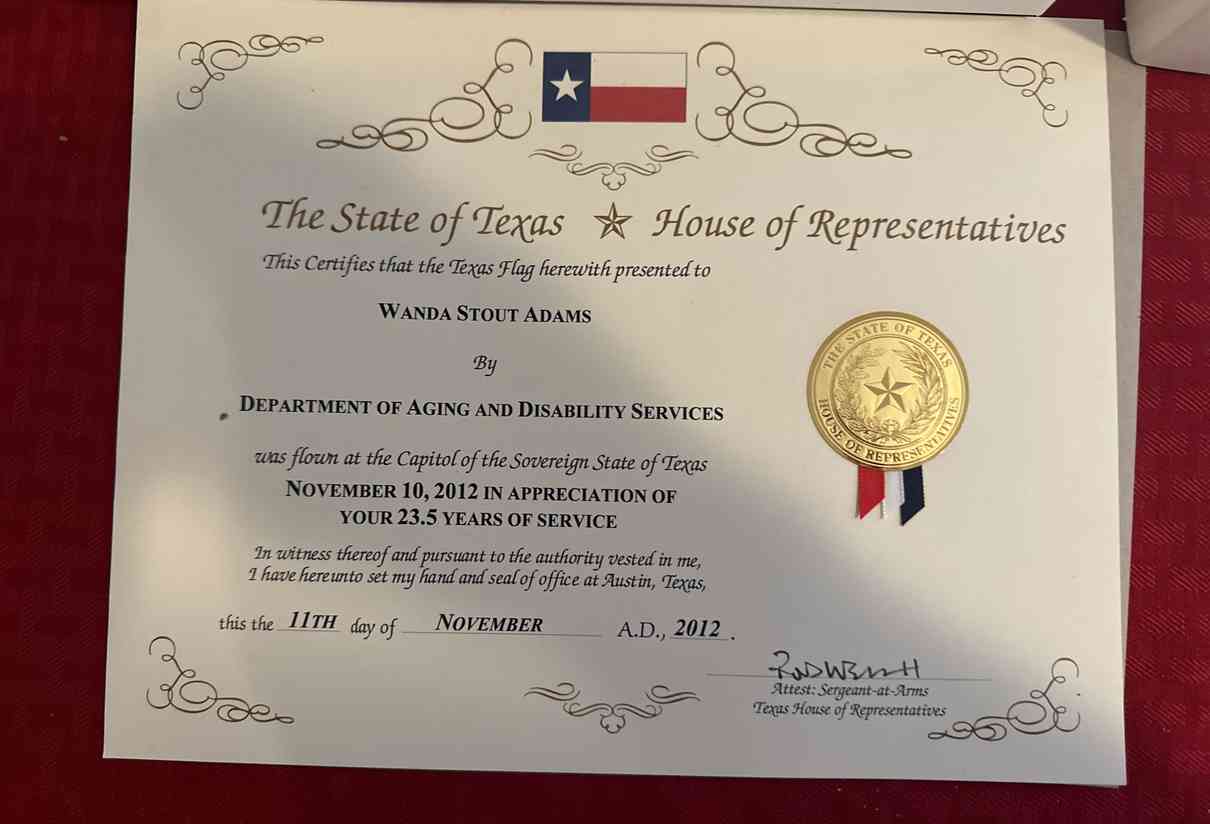 The State of Texas House of Representatives
This Certifies that the Texas Flag herewith presented to
WANDA STOUT ADAMS
By
DEPARTMENT OF AGING AND DISABILITY SERVICES
was flown at the Capitol of the Sovereign State of Texas
NOVEMBER 10, 2012 IN APPRECIATION OF
YOUR 23.5 YEARS OF SERVICE
In witness thereof and pursuant to the authority vested in me,
I have hereunto set my hand and seal of office at Austin, Texas,
this the 11TH day of NOVEMBER A.D., 2012 .
Attest: Sergeant-at-Arms
Texas House of Representatives
THE STATE OF TEXAS
HOUSE OF REPRESENTATIVES